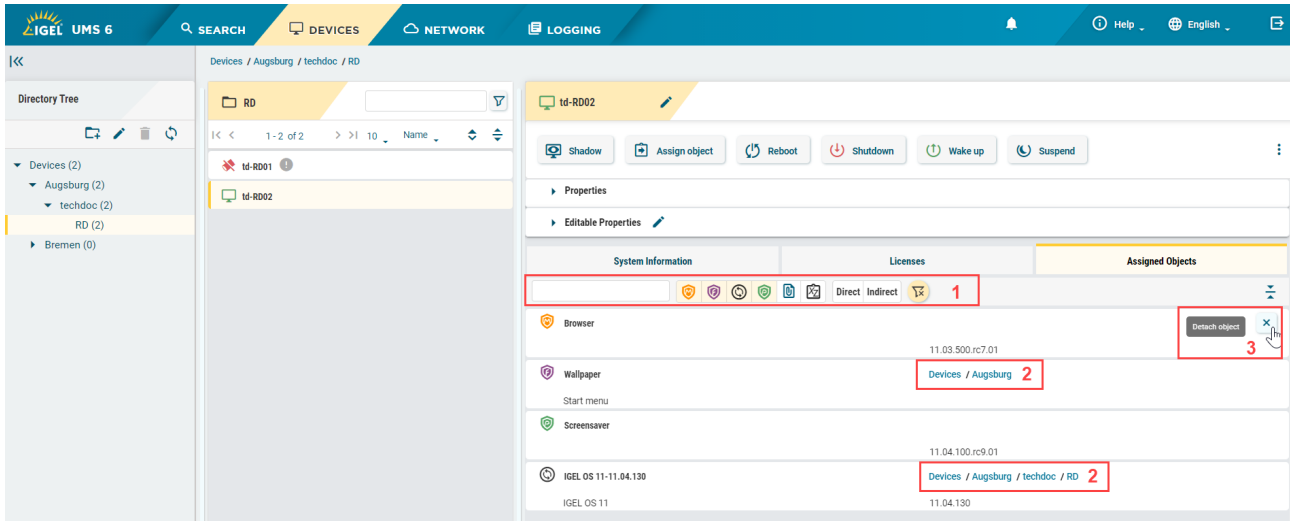 IGEL UMS 6
SEARCH
DEVICES
NETWORK
LOGGING
Help
English
Devices / Augsburg / techdoc / RD
Directory Tree
Devices (2)
Augsburg (2)
techdoc (2)
RD (2)
Bremen (0)
RD
1 - 2 of 2
10
Name
td-RD01
td-RD02
td-RD02
Shadow
Assign object
Reboot
Shutdown
Wake up
Suspend
Properties
Editable Properties
System Information
Licenses
Assigned Objects
Direct Indirect
1
Browser
Detach object
3
11.03.500.rc7.01
Wallpaper
Devices / Augsburg
2
Start menu
Screensaver
11.04.100.rc9.01
IGEL OS 11-11.04.130
Devices / Augsburg / techdoc / RD
2
IGEL OS 11
11.04.130